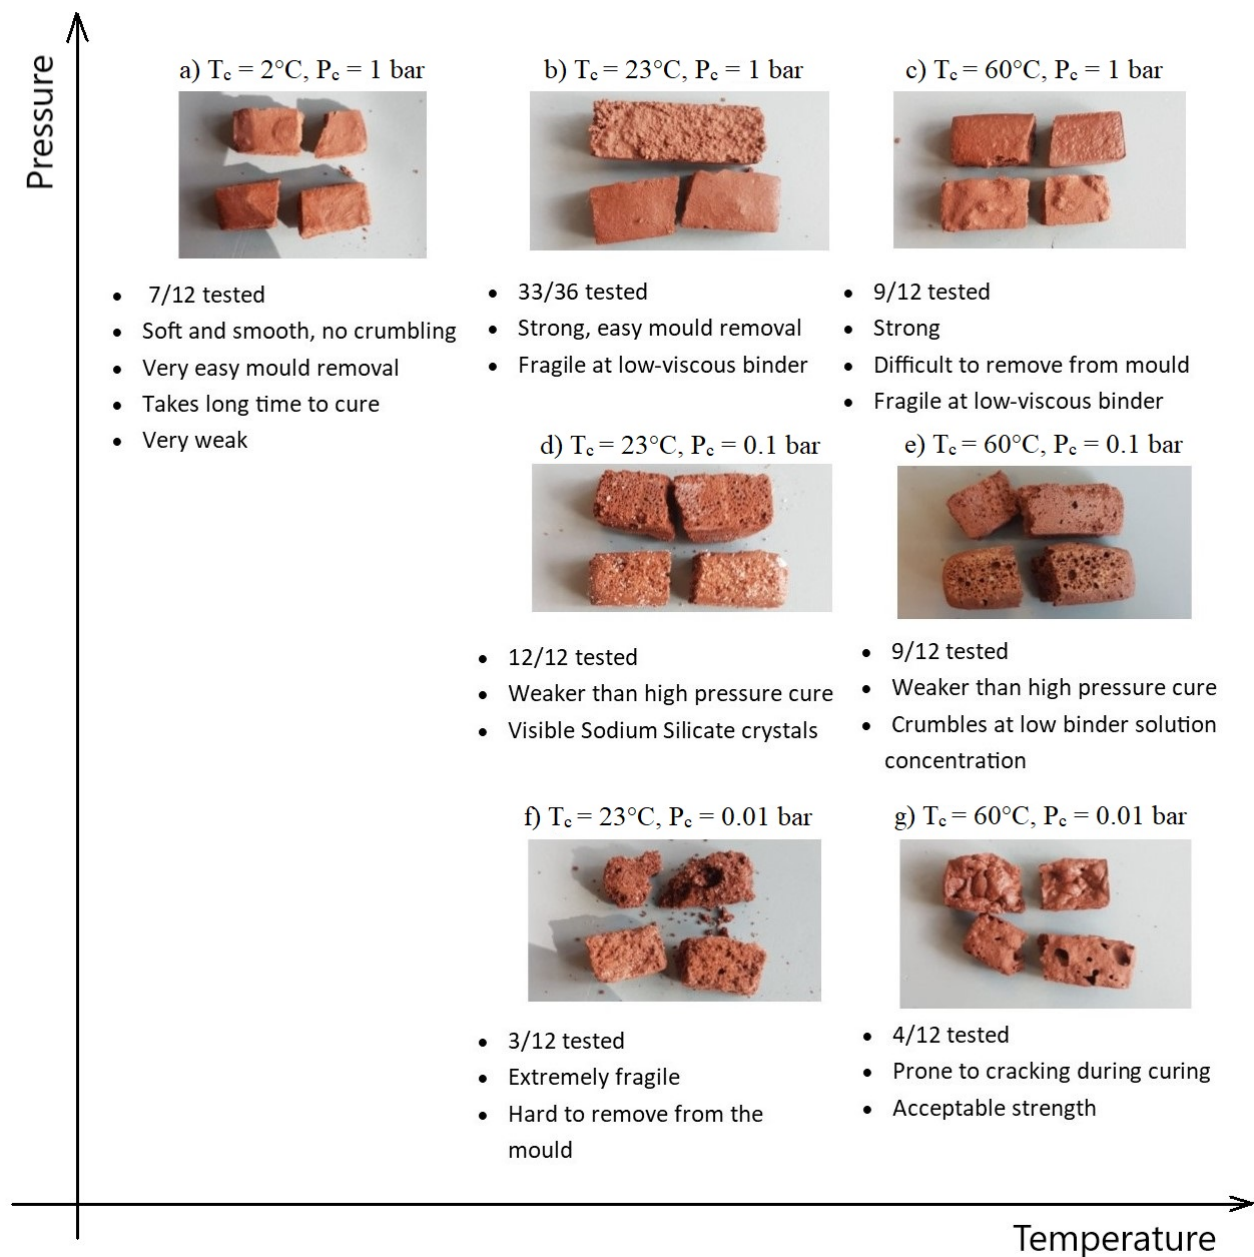 Pressure
a) Tc = 2°C, Pc = 1 bar
• 7/12 tested
• Soft and smooth, no crumbling
• Very easy mould removal
• Takes long time to cure
• Very weak
b) Tc = 23°C, Pc = 1 bar
• 33/36 tested
• Strong, easy mould removal
• Fragile at low-viscous binder
c) Tc = 60°C, Pc = 1 bar
• 9/12 tested
• Strong
• Difficult to remove from mould
• Fragile at low-viscous binder
d) Tc = 23°C, Pc = 0.1 bar
• 12/12 tested
• Weaker than high pressure cure
• Visible Sodium Silicate crystals
e) Tc = 60°C, Pc = 0.1 bar
• 9/12 tested
• Weaker than high pressure cure
• Crumbles at low binder solution
concentration
f) Tc = 23°C, Pc = 0.01 bar
• 3/12 tested
• Extremely fragile
• Hard to remove from the
mould
g) Tc = 60°C, Pc = 0.01 bar
• 4/12 tested
• Prone to cracking during curing
• Acceptable strength
Temperature